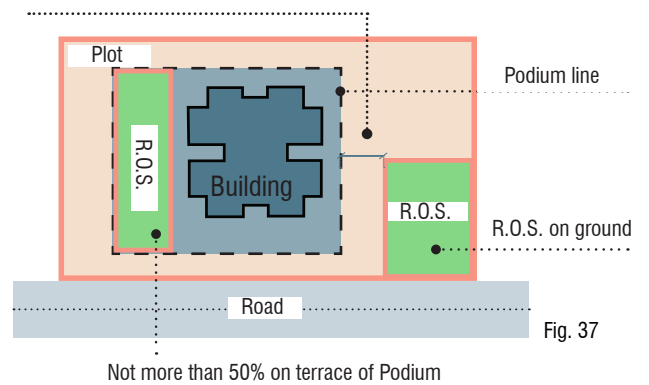 Plot
Podium line
R.O.S.
Building
R.O.S.
R.O.S. on ground
Road
Fig. 37
Not more than 50% on terrace of Podium